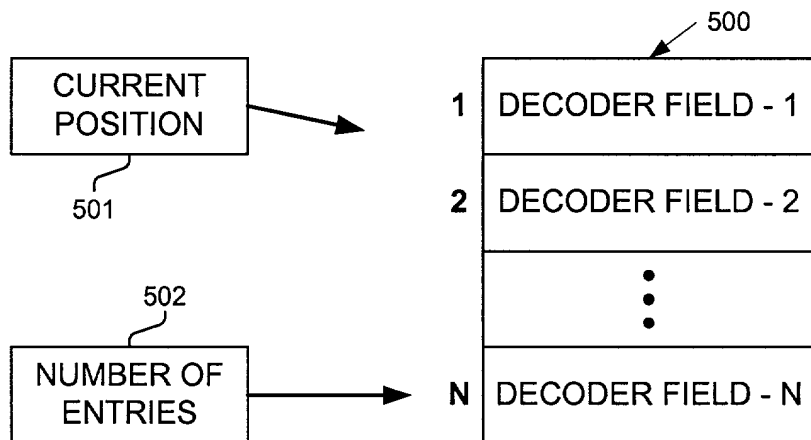 500
CURRENT
POSITION
501
1 DECODER FIELD - 1
2 DECODER FIELD - 2
502
NUMBER OF
ENTRIES
N DECODER FIELD - N